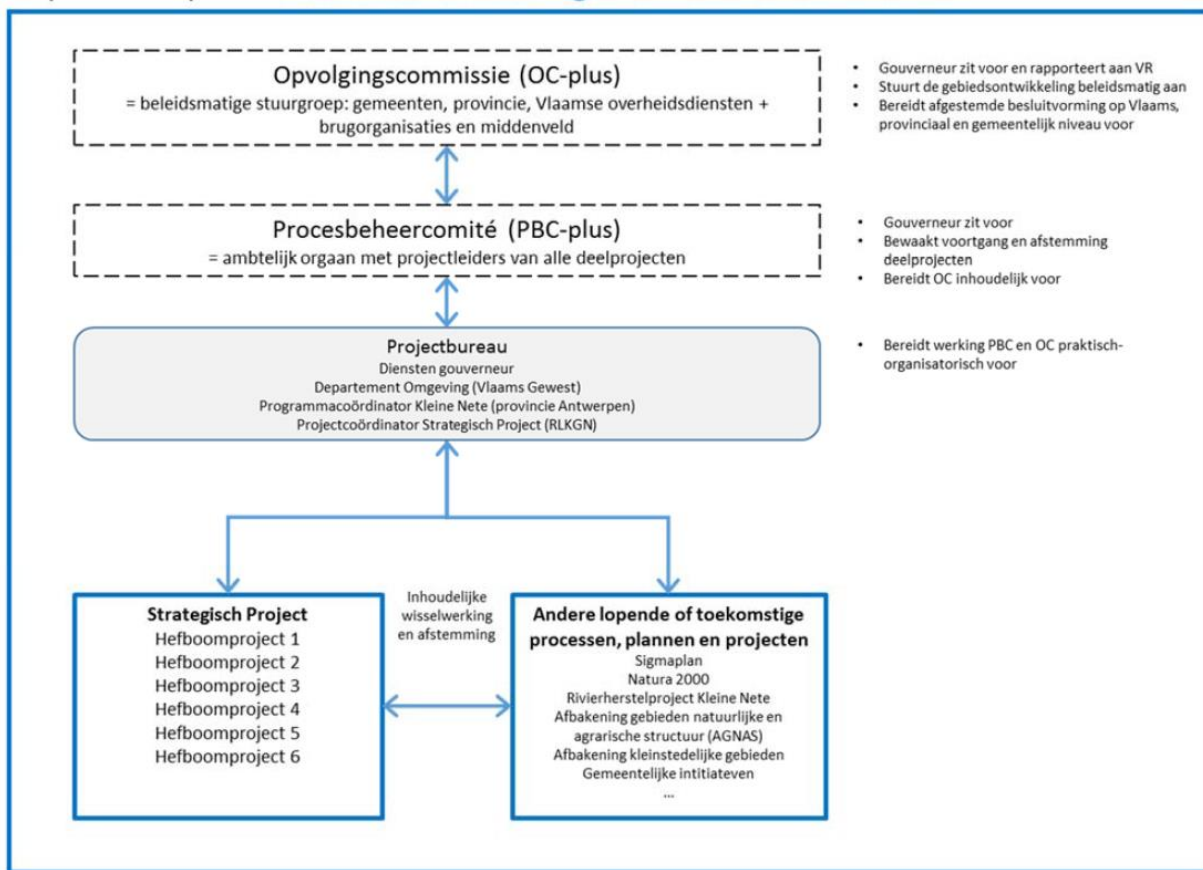 Opvolgingscommissie (OC-plus)
= beleidsmatige stuurgroep: gemeenten, provincie, Vlaamse overheidsdiensten +
brugorganisaties en middenveld
• Gouverneur zit voor en rapporteert aan VR
• Stuurt de gebiedsontwikkeling beleidsmatig aan
• Bereidt afgestemde besluitvorming op Vlaams,
provinciaal en gemeentelijk niveau voor
Procesbeheercomité (PBC-plus)
= ambtelijk orgaan met projectleiders van alle deelprojecten
• Gouverneur zit voor
• Bewaakt voortgang en afstemming
deelprojecten
• Bereidt OC inhoudelijk voor
Projectbureau
Diensten gouverneur
Departement Omgeving (Vlaams Gewest)
Programmacoördinator Kleine Nete (provincie Antwerpen)
Projectcoördinator Strategisch Project (RLKGN)
• Bereidt werking PBC en OC praktisch-
organisatorisch voor
Strategisch Project
Hefboomproject 1
Hefboomproject 2
Hefboomproject 3
Hefboomproject 4
Hefboomproject 5
Hefboomproject 6
Inhoudelijke
wisselwerking
en afstemming
Andere lopende of toekomstige
processen, plannen en projecten
Sigmaplan
Natura 2000
Rivierherstelproject Kleine Nete
Afbakening gebieden natuurlijke en
agrarische structuur (AGNAS)
Afbakening kleinstedelijke gebieden
Gemeentelijke intitiateven
...